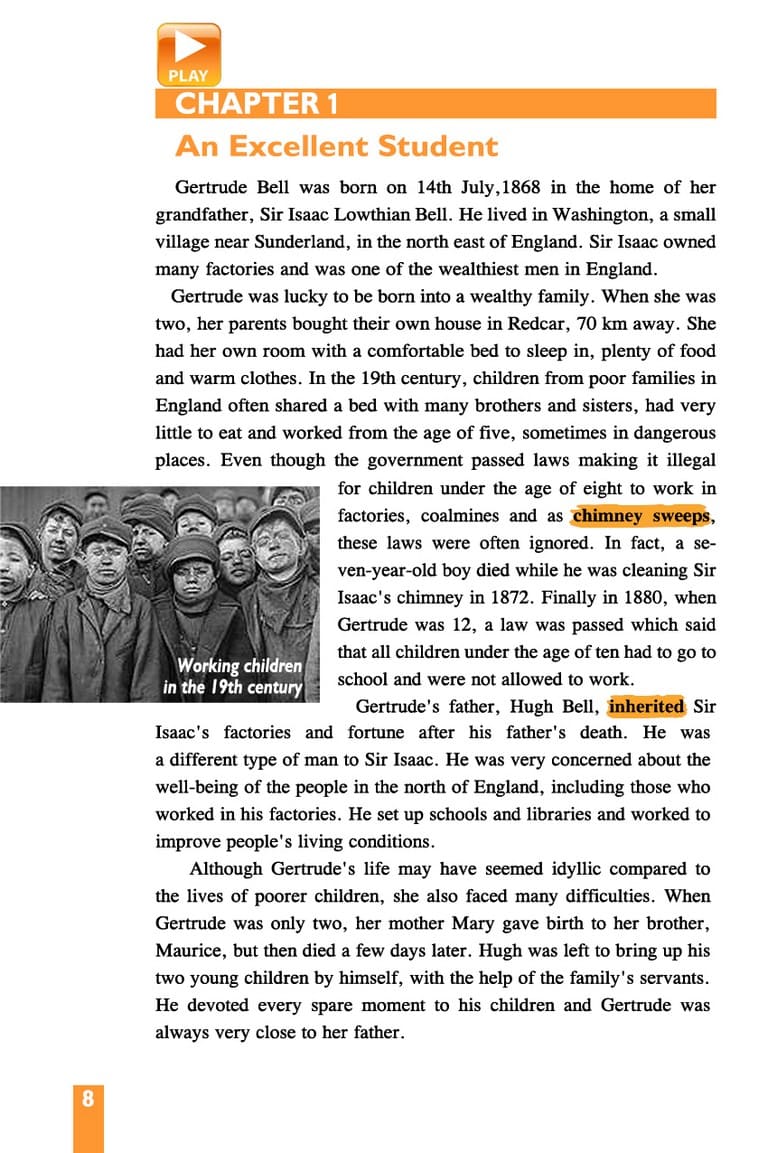 PLAY
CHAPTER 1
An Excellent Student
Gertrude Bell was born on 14th July,1868 in the home of her
grandfather, Sir Isaac Lowthian Bell. He lived in Washington, a small
village near Sunderland, in the north east of England. Sir Isaac owned
many factories and was one of the wealthiest men in England.
Gertrude was lucky to be born into a wealthy family. When she was
two, her parents bought their own house in Redcar, 70 km away. She
had her own room with a comfortable bed to sleep in, plenty of food
and warm clothes. In the 19th century, children from poor families in
England often shared a bed with many brothers and sisters, had very
little to eat and worked from the age of five, sometimes in dangerous
places. Even though the government passed laws making it illegal
for children under the age of eight to work in
factories, coalmines and as chimney sweeps,
these laws were often ignored. In fact, a se-
ven-year-old boy died while he was cleaning Sir
Isaac's chimney in 1872. Finally in 1880, when
Gertrude was 12, a law was passed which said
that all children under the age of ten had to go to
school and were not allowed to work.
Working children
in the 19th century
Gertrude's father, Hugh Bell, inherited Sir
Isaac's factories and fortune after his father's death. He was
a different type of man to Sir Isaac. He was very concerned about the
well-being of the people in the north of England, including those who
worked in his factories. He set up schools and libraries and worked to
improve people's living conditions.
Although Gertrude's life may have seemed idyllic compared to
the lives of poorer children, she also faced many difficulties. When
Gertrude was only two, her mother Mary gave birth to her brother,
Maurice, but then died a few days later. Hugh was left to bring up his
two young children by himself, with the help of the family's servants.
He devoted every spare moment to his children and Gertrude was
always very close to her father.
8